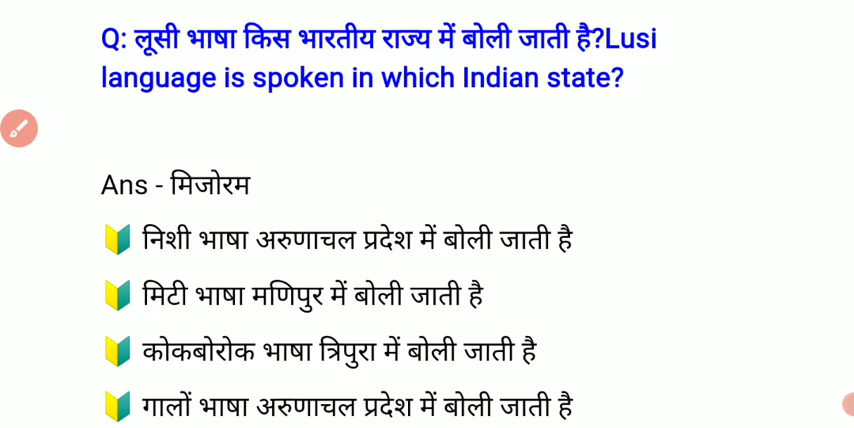 Q: लूसी भाषा किस भारतीय राज्य में बोली जाती है?Lusi
language is spoken in which Indian state?
Ans - मिजोरम
निशी भाषा अरुणाचल प्रदेश में बोली जाती है
मिटी भाषा मणिपुर में बोली जाती है
कोकबोरोक भाषा त्रिपुरा में बोली जाती है
गालों भाषा अरुणाचल प्रदेश में बोली जाती है